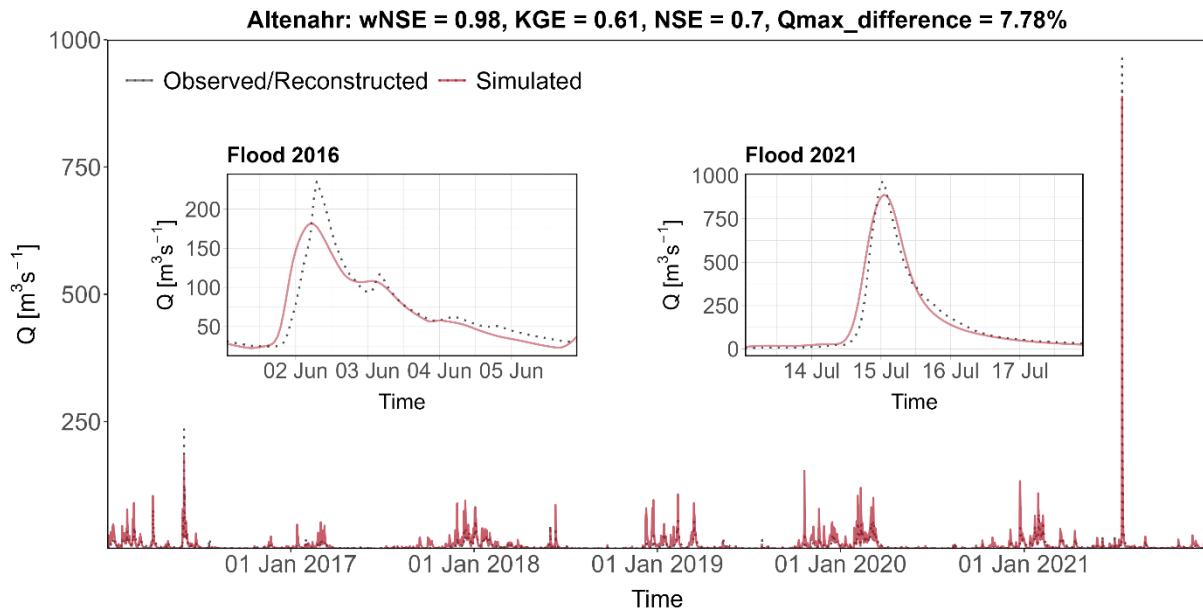 Altenahr: wNSE = 0.98, KGE = 0.61, NSE = 0.7, Qmax_difference = 7.78%
1000
750
500
250
Q [m³s⁻¹]
Observed/Reconstructed Simulated
Flood 2016
200
150
100
50
Q [m³s⁻¹]
02 Jun 03 Jun 04 Jun 05 Jun
Time
Flood 2021
1000
750
500
250
0
Q [m³s⁻¹]
14 Jul 15 Jul 16 Jul 17 Jul
Time
01 Jan 2017 01 Jan 2018 01 Jan 2019 01 Jan 2020 01 Jan 2021
Time